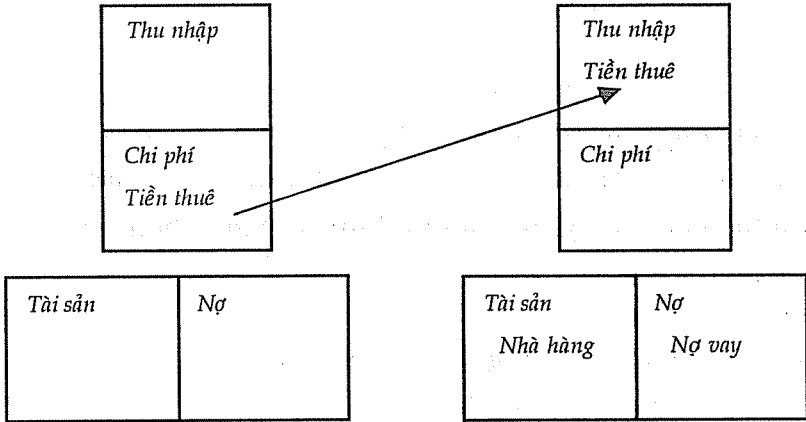 Thu nhập
Chi phí
Tiền thuê
Tài sản
Nợ
Thu nhập
Tiền thuê
Chi phí
Tài sản
Nhà hàng
Nợ
Nợ vay